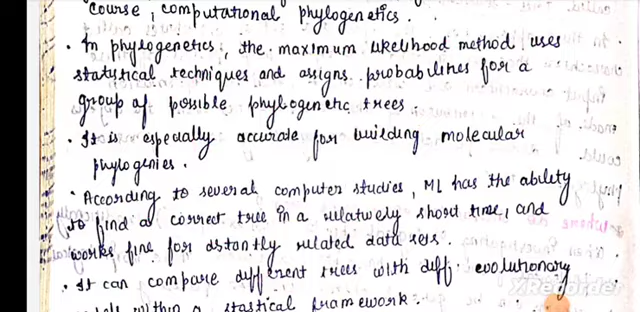 course, computational phylogenetics.
• In phylogenetics, the maximum likelihood method uses
statstical techniques and assigns probabilities for a
group of possible phylogenetic trees.
• It is especially accurate for building molecular
phylogenies.
• According to several computer studies, ML has the ability
to find a correct tree in a relatively short time, and
works fine for distantly related data sets.
• It can compare different trees with diff. evolutionary
within a stastical framework.
XRecorder